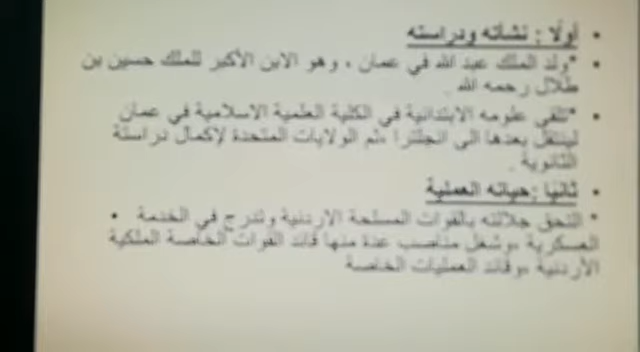 • أولًا : نشأته ودراسته
• *ولد الملك عبد الله في عمان ، وهو الابن الأكبر للملك حسين بن
طلال رحمه الله .
• *تلقى علومه الابتدائية في الكلية العلمية الاسلامية في عمان
لينتقل بعدها الى انجلترا ،ثم الولايات المتحدة لإكمال دراسته
الثانوية .
• ثانيا :حياته العملية
* التحق جلالته بالقوات المسلحة الاردنية وتدرج في الخدمة •
العسكرية ،وشغل مناصب عدة منها قائد القوات الخاصة الملكية
الأردنية ،وقائد العمليات الخاصة